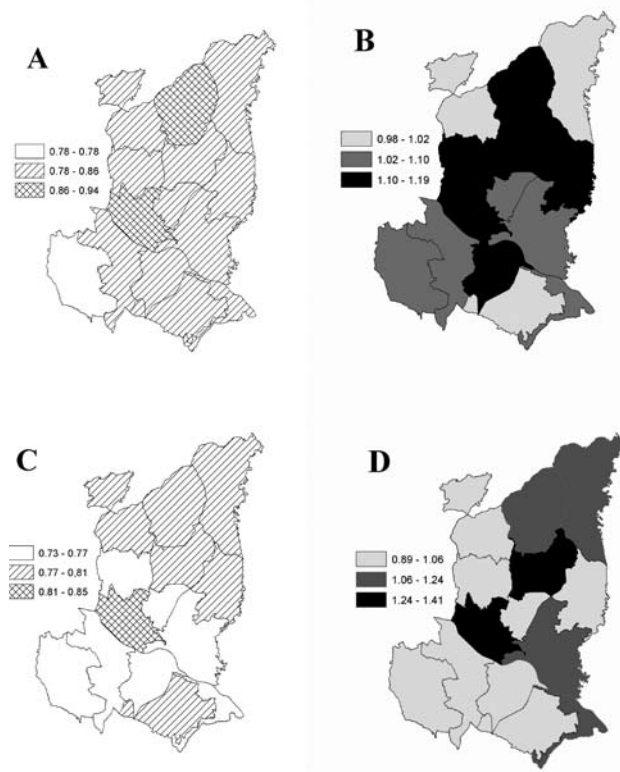 A
0.78 - 0.78
0.78 - 0.86
0.86 - 0.94
B
0.98 - 1.02
1.02 - 1.10
1.10 - 1.19
C
0.73 - 0.77
0.77 - 0.81
0.81 - 0.85
D
0.89 - 1.06
1.06 - 1.24
1.24 - 1.41